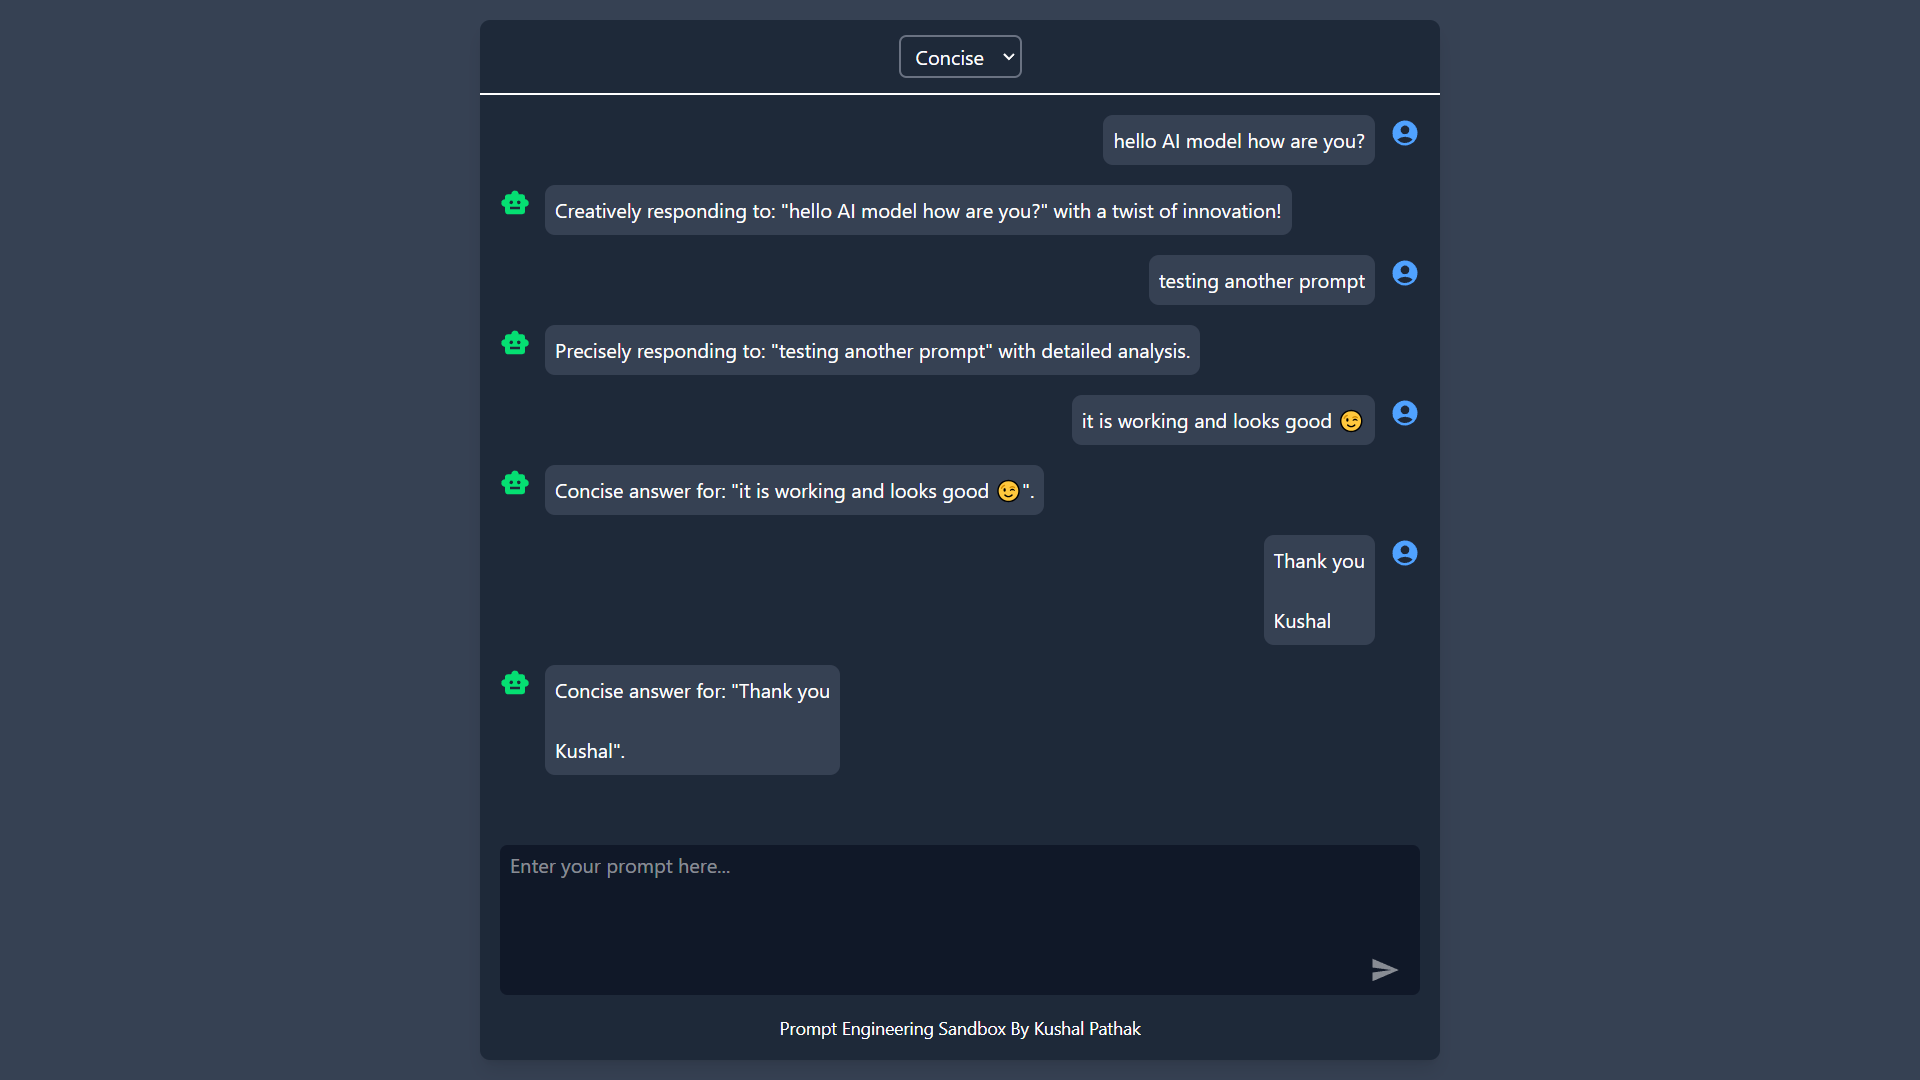 Concise
hello AI model how are you?
Creatively responding to: "hello AI model how are you?" with a twist of innovation!
testing another prompt
Precisely responding to: "testing another prompt" with detailed analysis.
it is working and looks good 😉
Concise answer for: "it is working and looks good 😉".
Thank you
Kushal
Concise answer for: "Thank you
Kushal".
Enter your prompt here...
Prompt Engineering Sandbox By Kushal Pathak